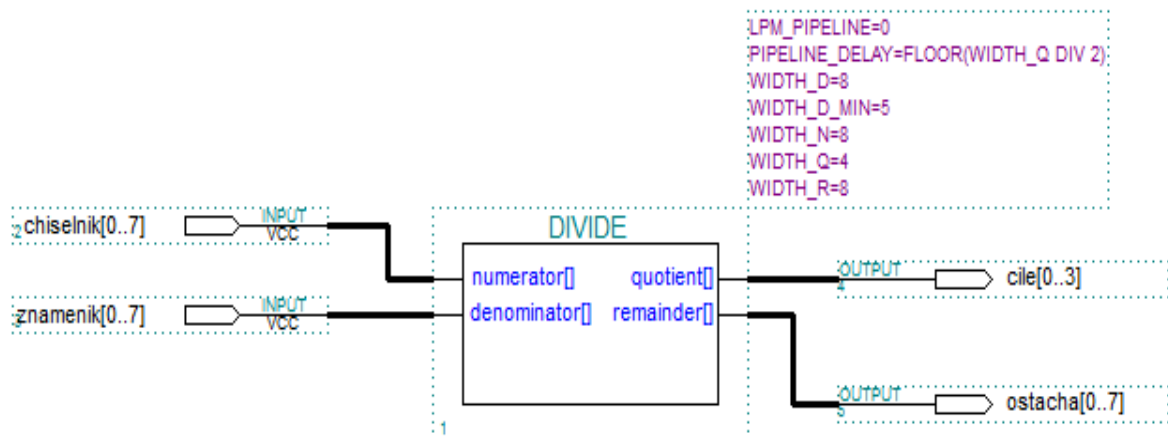 LPM_PIPELINE=0
PIPELINE_DELAY=FLOOR(WIDTH_Q DIV 2)
WIDTH_D=8
WIDTH_D_MIN=5
WIDTH_N=8
WIDTH_Q=4
WIDTH_R=8
2 chiselnik[0..7] INPUT VCC
znamenik[0..7] INPUT VCC
DIVIDE
numerator[] quotient[]
denominator[] remainder[]
1
OUTPUT 4 cile[0..3]
OUTPUT 5 ostacha[0..7]